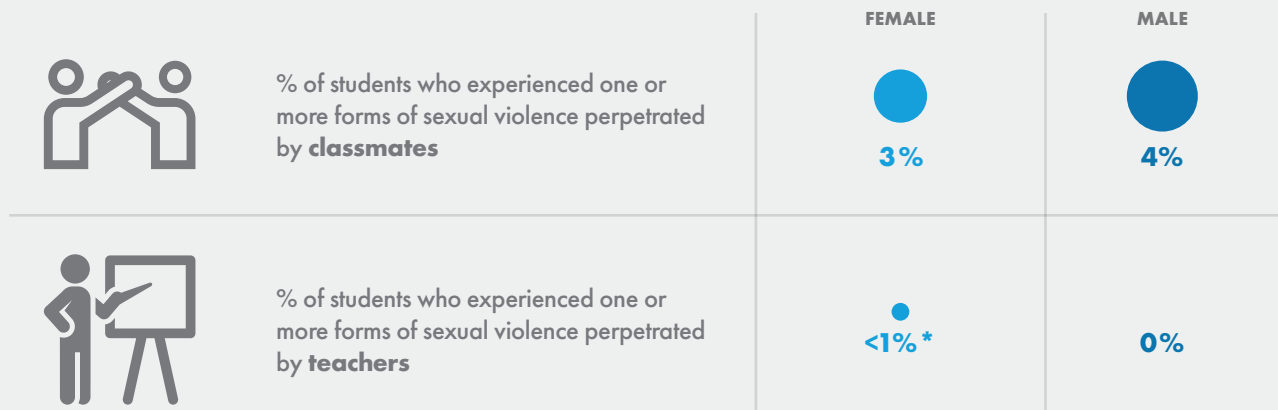 FEMALE
MALE
% of students who experienced one or
more forms of sexual violence perpetrated
by classmates
3%
4%
% of students who experienced one or
more forms of sexual violence perpetrated
by teachers
<1%*
0%